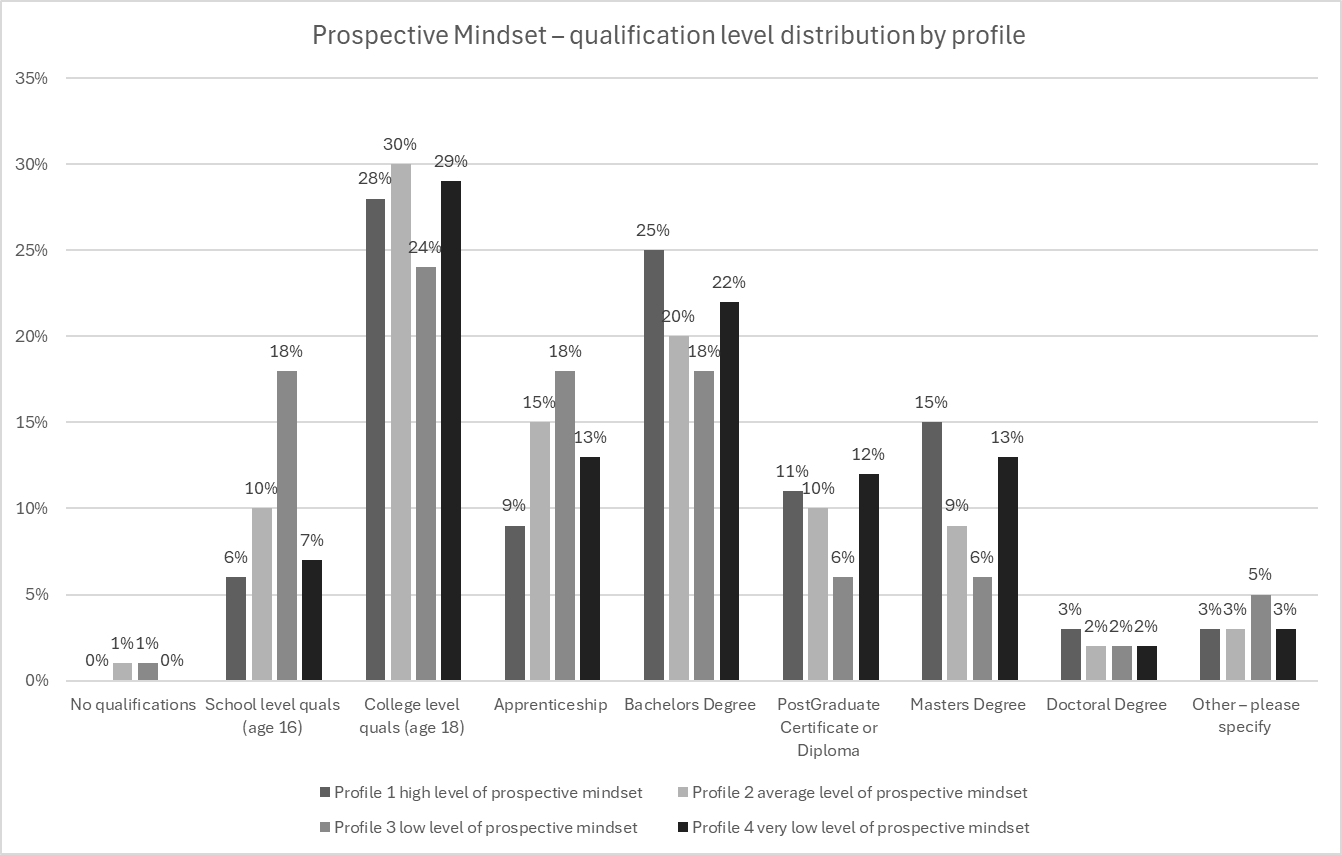 Prospective Mindset – qualification level distribution by profile
35%
30%
25%
20%
15%
10%
5%
0%
0%
1%
1%
0%
6%
10%
18%
7%
28%
30%
24%
29%
9%
15%
18%
13%
25%
20%
18%
22%
11%
10%
6%
12%
15%
9%
6%
13%
3%
2%
2%
2%
3%
3%
5%
3%
No qualifications
School level quals
(age 16)
College level
quals (age 18)
Apprenticeship
Bachelors Degree
PostGraduate
Certificate or
Diploma
Masters Degree
Doctoral Degree
Other – please
specify
Profile 1 high level of prospective mindset
Profile 2 average level of prospective mindset
Profile 3 low level of prospective mindset
Profile 4 very low level of prospective mindset